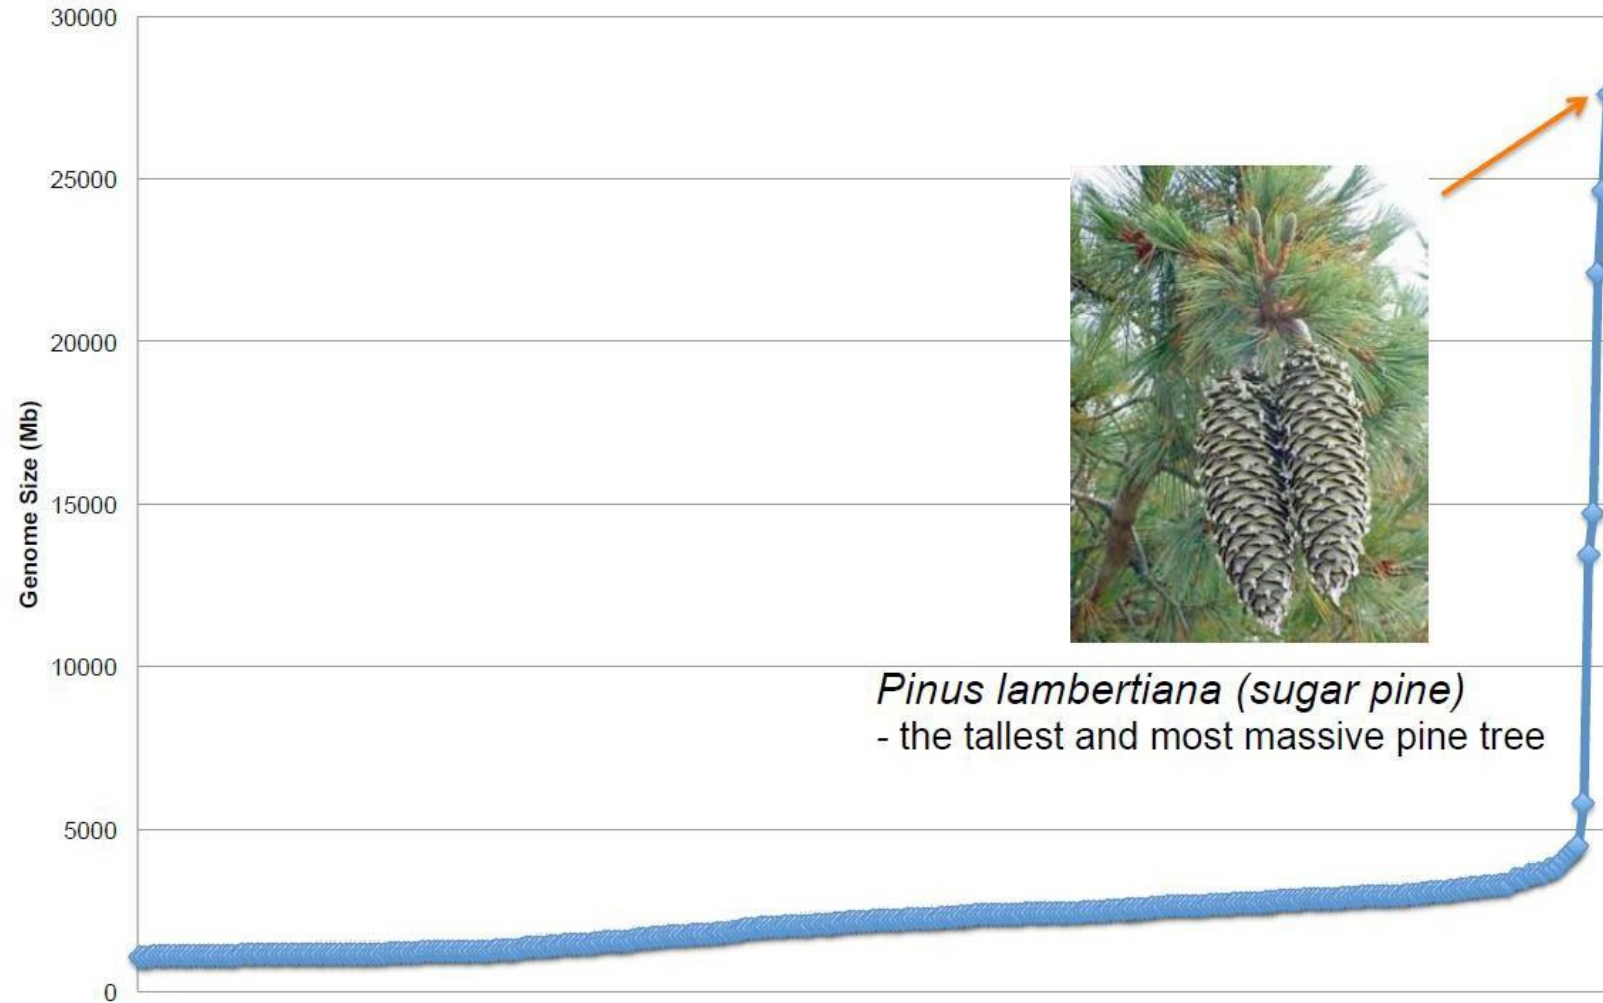 30000
25000
20000
15000
10000
5000
0
Genome Size (Mb)
Pinus lambertiana (sugar pine)
- the tallest and most massive pine tree